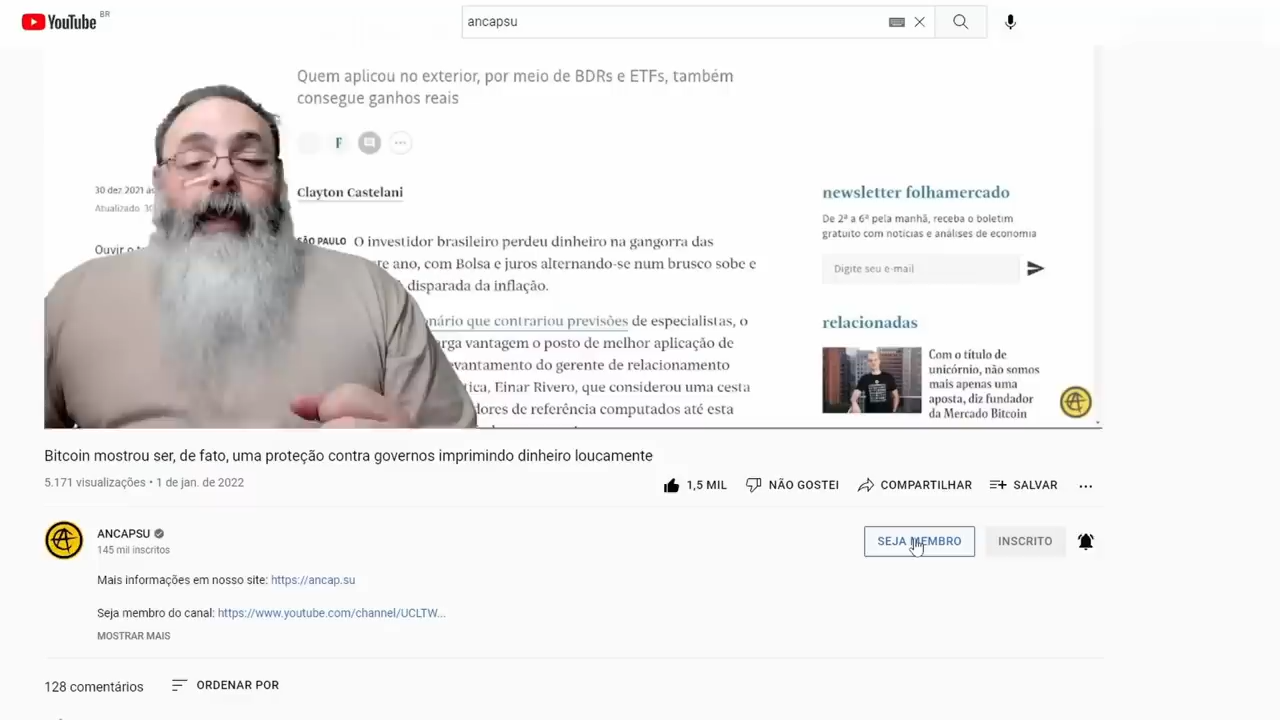 YouTube BR
ancapsu
Quem aplicou no exterior, por meio de BDRs e ETFs, também
consegue ganhos reais
F
30 dez.2021
Atualizado
Clayton Castelani
Ouvir o
SÃO PAULO O investidor brasileiro perdeu dinheiro na gangorra das
ano, com Bolsa e juros alternando-se num brusco sobe e
disparada da inflação.
que contrariou previsões de especialistas, o
vantagem o posto de melhor aplicação de
do gerente de relacionamento
Einar Rivero, que considerou uma cesta
de referência computados até esta
newsletter folhamercado
De 2ª a 6ª pela manhã, receba o boletim
gratuito com notícias e análises de economia
Digite seu e-mail
relacionadas
Com o título de
unicórnio, não somos
mais apenas uma
aposta, diz fundador
da Mercado Bitcoin
Bitcoin mostrou ser, de fato, uma proteção contra governos imprimindo dinheiro loucamente
5.171 visualizações • 1 de jan. de 2022
1,5 MIL NÃO GOSTEI COMPARTILHAR SALVAR
ANCAPSU
145 mil inscritos
SEJA MEMBRO INSCRITO
Mais informações em nosso site: https://ancap.su
Seja membro do canal: https://www.youtube.com/channel/UCLTW...
MOSTRAR MAIS
128 comentários ORDENAR POR